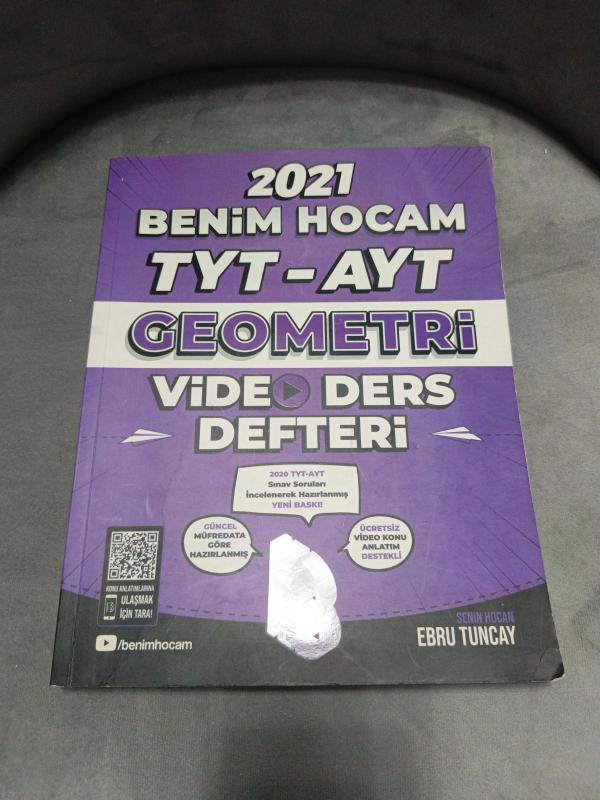 2021
BENİM HOCAM
TYT - AYT
GEOMETRİ
VİDEO DERS
DEFTERİ
2020 TYT-AYT
Sınav Soruları
İncelenerek Hazırlanmış
YENİ BASKI!
GÜNCEL
MÜFREDATA
GÖRE
HAZIRLANMIŞ
ÜCRETSİZ
VİDEO KONU
ANLATIM
DESTEKLİ
KONU ANLATIMLARINA
ULAŞMAK
İÇİN TARA!
/benimhocam
SENİN HOCAN
EBRU TUNCAY